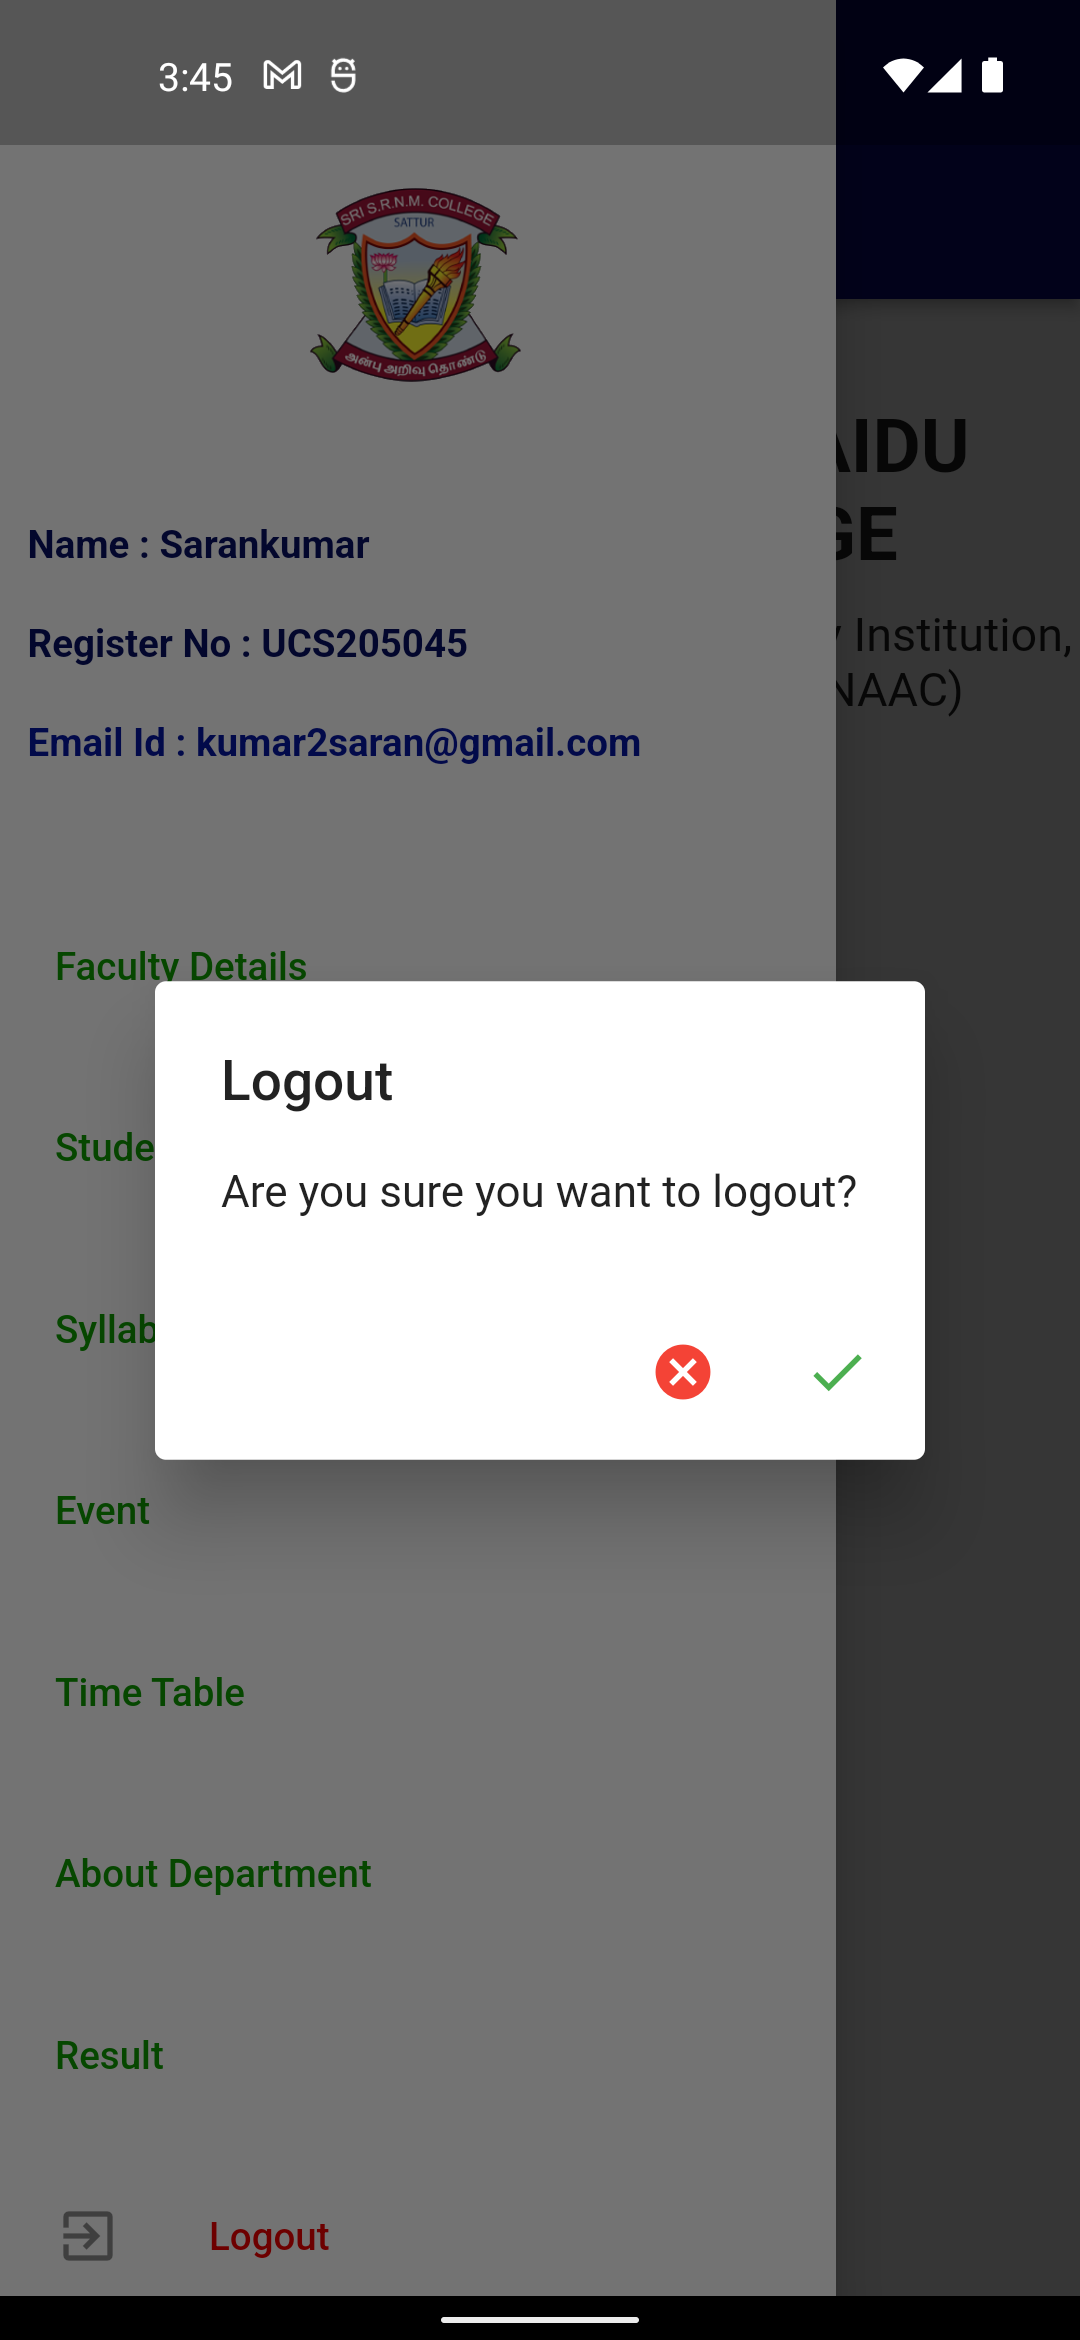 3:45
SRI S.R.N.M. COLLEGE
SATTUR
அன்பு அறிவு தொண்டு
AIDU
GE
Name : Sarankumar
Register No : UCS205045
Institution,
NAAC)
Email Id : kumar2saran@gmail.com
Faculty Details
Logout
Stude
Are you sure you want to logout?
Syllab
Event
Time Table
About Department
Result
Logout